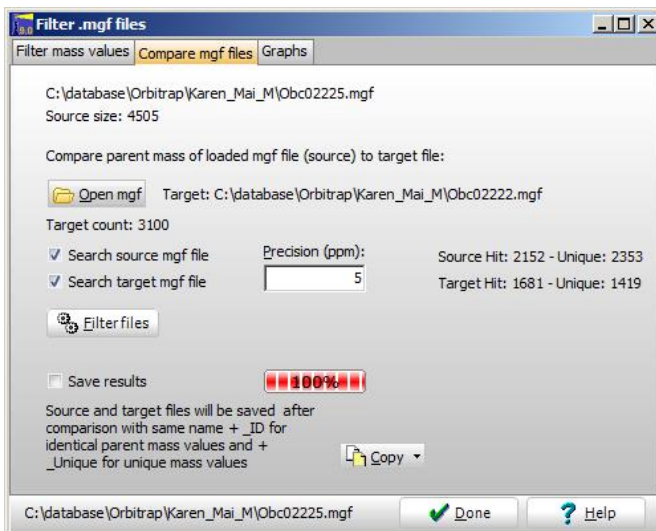 9.0 Filter .mgf files
Filter mass values Compare mgf files Graphs
C:\database\Orbitrap\Karen_Mai_M\Obc02225.mgf
Source size: 4505
Compare parent mass of loaded mgf file (source) to target file:
Open mgf Target: C:\database\Orbitrap\Karen_Mai_M\Obc02222.mgf
Target count: 3100
Search source mgf file Precision (ppm): Source Hit: 2152 - Unique: 2353
Search target mgf file 5 Target Hit: 1681 - Unique: 1419
Filter files
Save results 100%
Source and target files will be saved after
comparison with same name + _ID for
identical parent mass values and +
_Unique for unique mass values
Copy
C:\database\Orbitrap\Karen_Mai_M\Obc02225.mgf Done Help